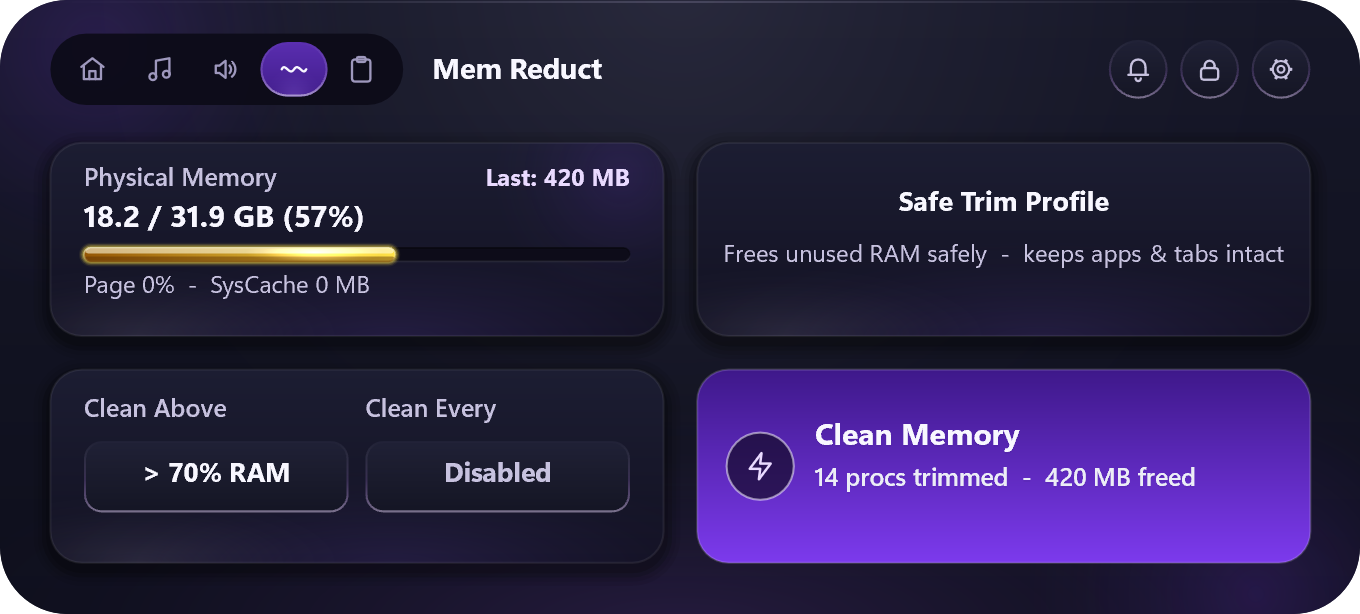 Mem Reduct
Physical Memory
Last: 420 MB
18.2 / 31.9 GB (57%)
Page 0%  -  SysCache 0 MB
Safe Trim Profile
Frees unused RAM safely  -  keeps apps & tabs intact
Clean Above
Clean Every
> 70% RAM
Disabled
Clean Memory
14 procs trimmed  -  420 MB freed